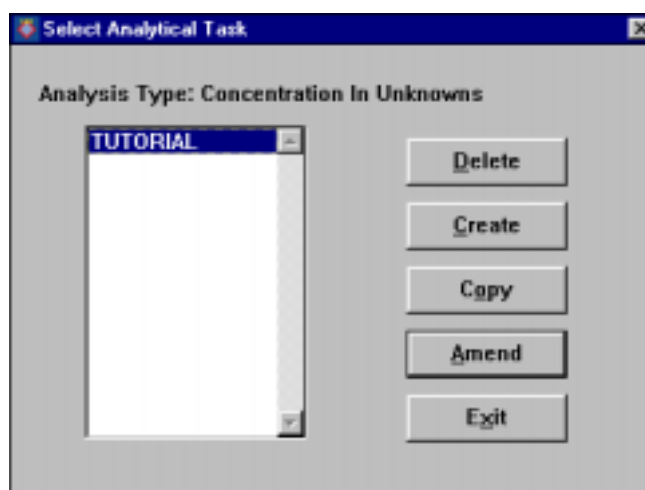 Select Analytical Task
Analysis Type: Concentration In Unknowns
TUTORIAL
Delete
Create
Copy
Amend
Exit